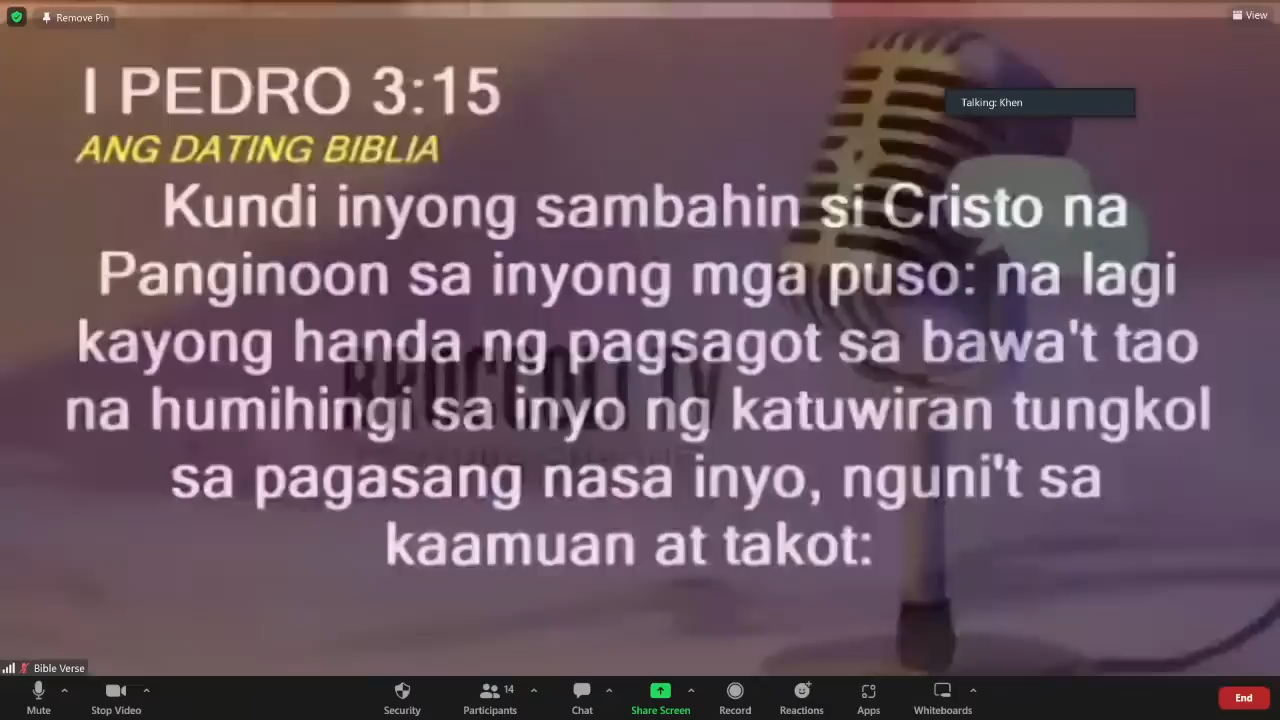 Remove Pin
View
I PEDRO 3:15
Talking: Khen
ANG DATING BIBLIA
Kundi inyong sambahin si Cristo na
Panginoon sa inyong mga puso: na lagi
kayong handa ng pagsagot sa bawa't tao
na humihingi sa inyo ng katuwiran tungkol
sa pagasang nasa inyo, nguni't sa
kaamuan at takot:
Bible Verse
Mute
Stop Video
Security
Participants
14
Chat
Share Screen
Record
Reactions
Apps
Whiteboards
End